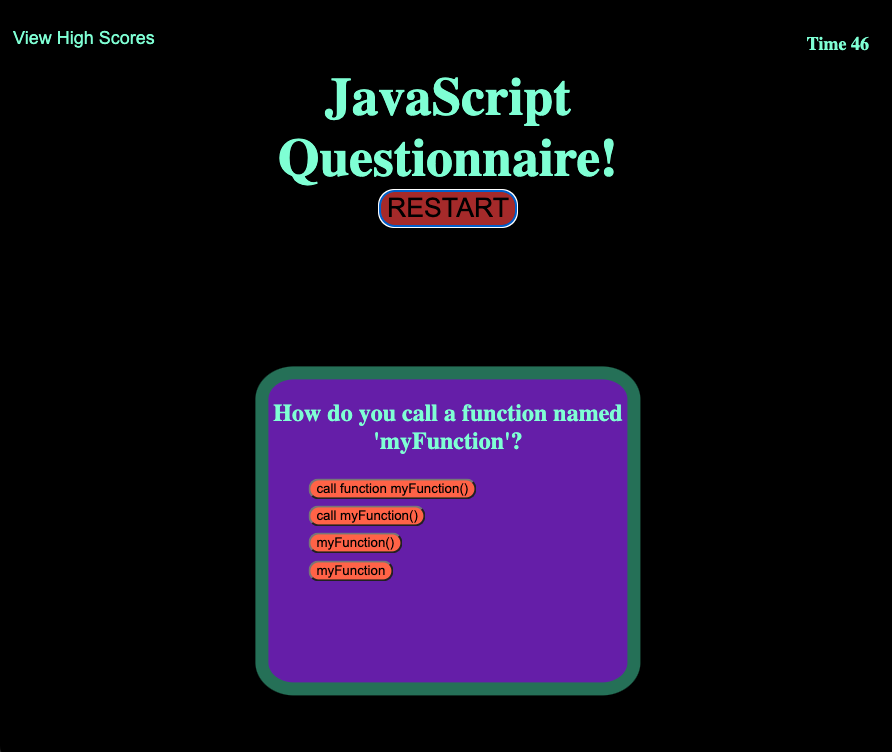 View High Scores
Time 46
JavaScript
Questionnaire!
RESTART
How do you call a function named
'myFunction'?
call function myFunction()
call myFunction()
myFunction()
myFunction